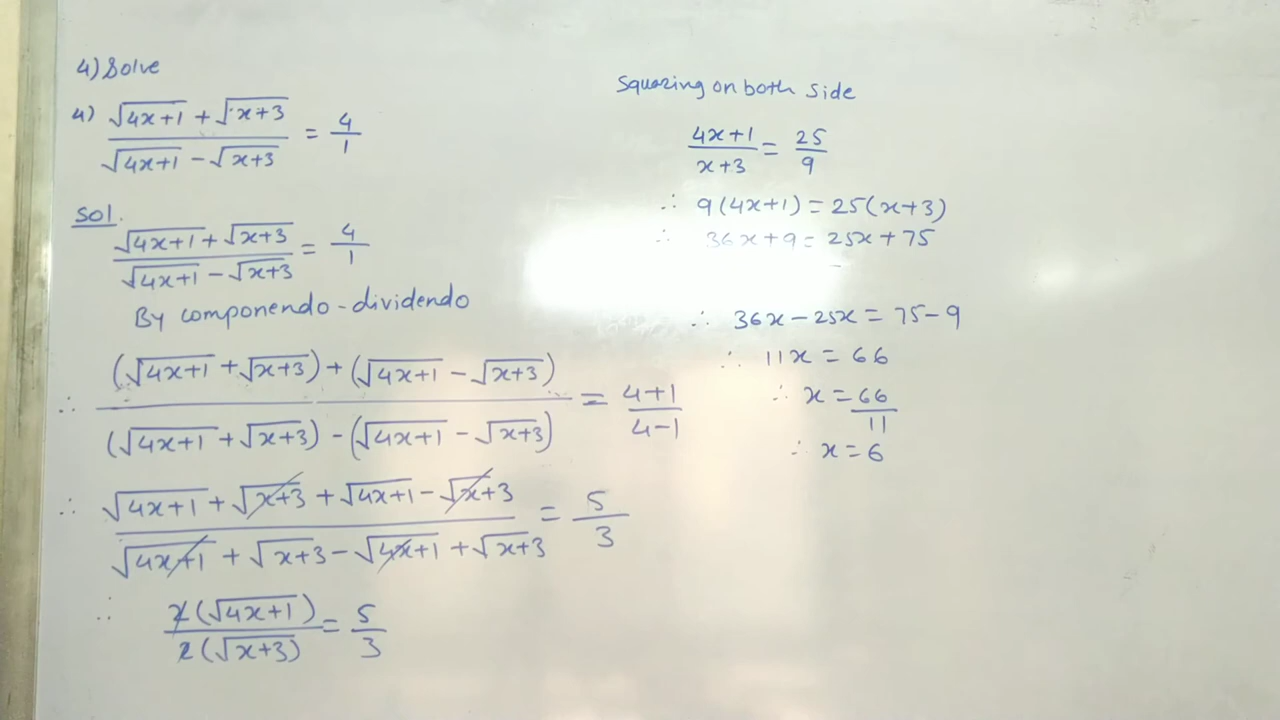 4) Solve
4) (√(4x+1) + √(x+3)) / (√(4x+1) - √(x+3)) = 4/1
Sol.
(√(4x+1) + √(x+3)) / (√(4x+1) - √(x+3)) = 4/1
By componendo-dividendo
∴ ((√(4x+1) + √(x+3)) + (√(4x+1) - √(x+3))) / ((√(4x+1) + √(x+3)) - (√(4x+1) - √(x+3))) = (4+1)/(4-1)
∴ (√(4x+1) + √(x+3) + √(4x+1) - √(x+3)) / (√(4x+1) + √(x+3) - √(4x+1) + √(x+3)) = 5/3
∴ 2(√(4x+1)) / 2(√(x+3)) = 5/3
Squaring on both side
(4x+1)/(x+3) = 25/9
∴ 9(4x+1) = 25(x+3)
∴ 36x+9 = 25x+75
∴ 36x-25x = 75-9
∴ 11x = 66
∴ x = 66/11
∴ x = 6